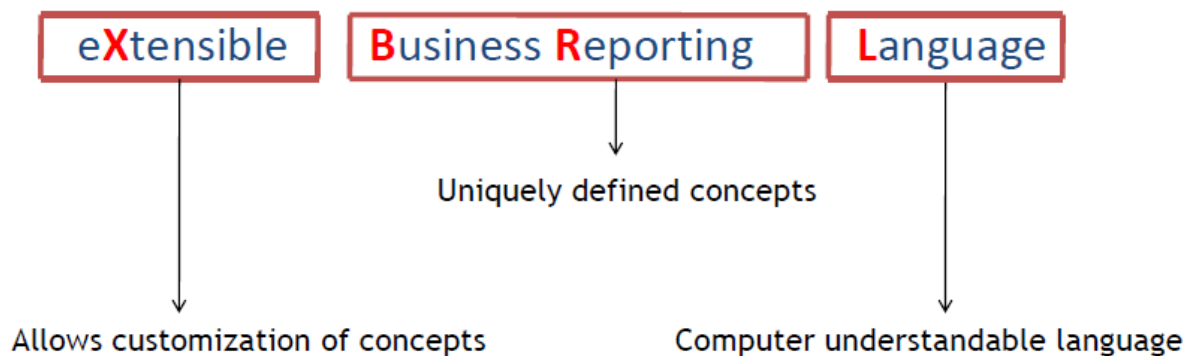 eXtensible Business Reporting Language
Uniquely defined concepts
Allows customization of concepts Computer understandable language